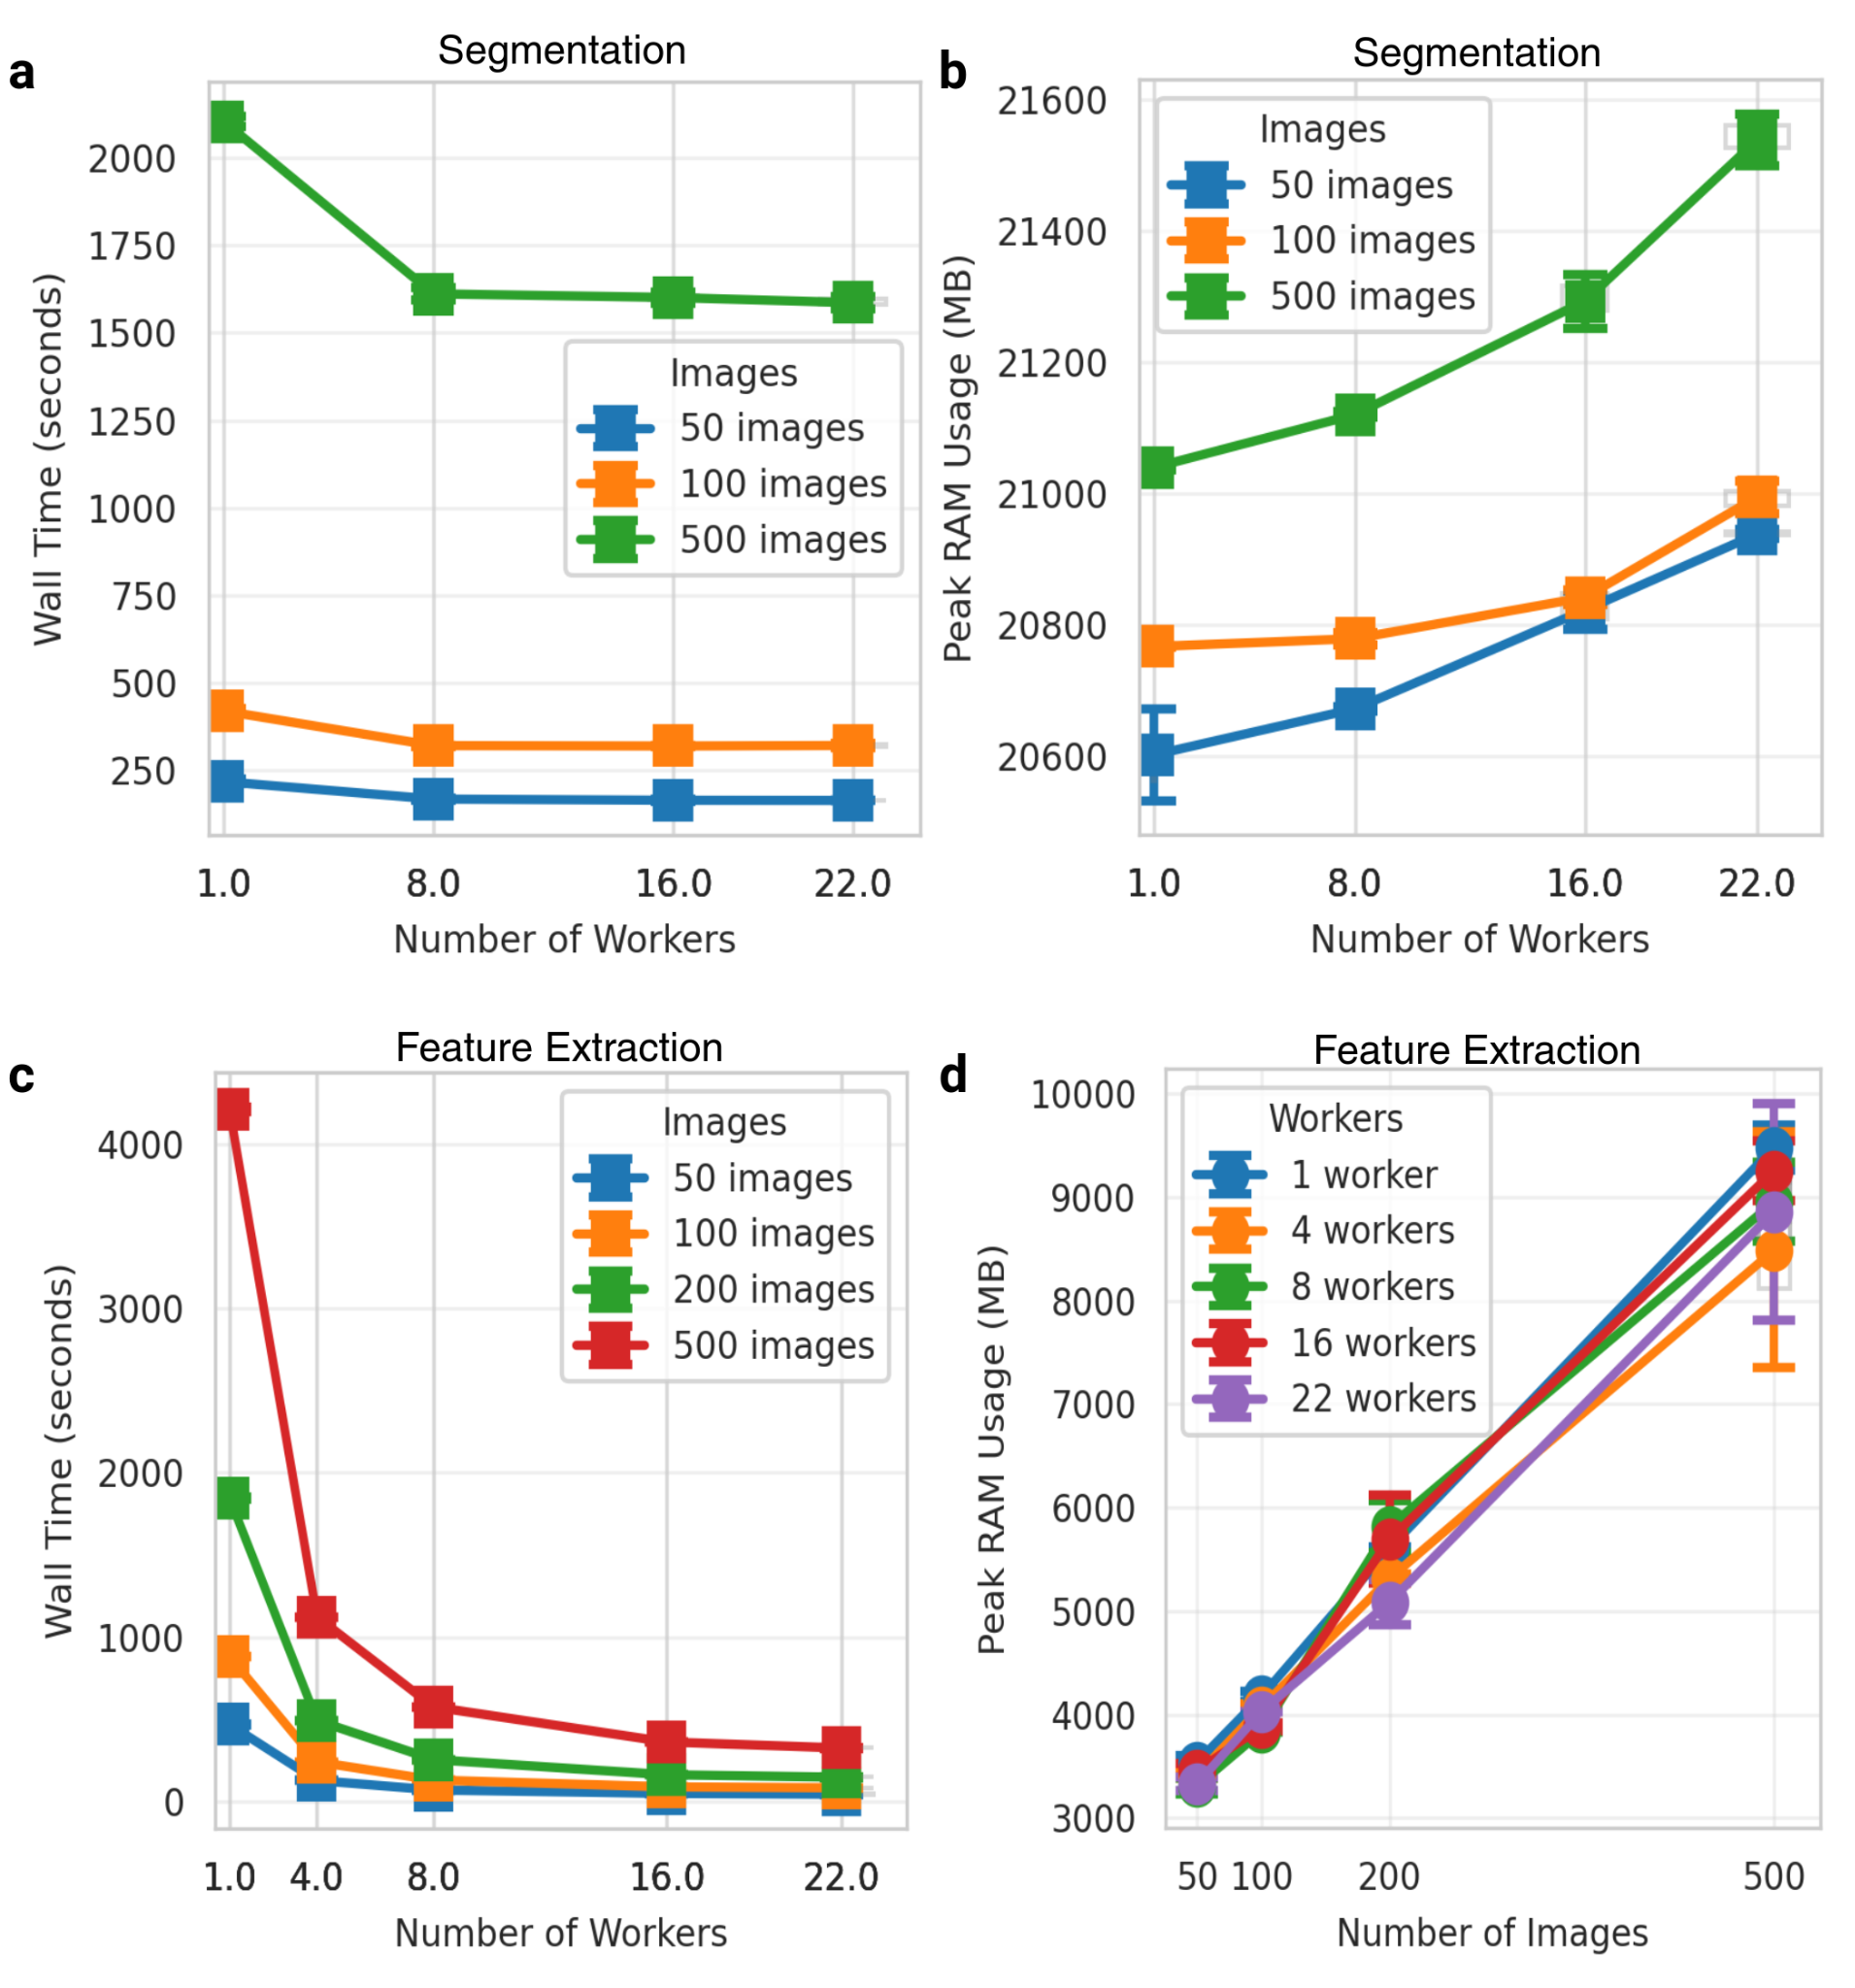 a
Segmentation
2000
1750
1500
1250
1000
750
500
250
Wall Time (seconds)
Images
50 images
100 images
500 images
1.0 8.0 16.0 22.0
Number of Workers
b
Segmentation
21600
21400
21200
21000
20800
20600
Peak RAM Usage (MB)
Images
50 images
100 images
500 images
1.0 8.0 16.0 22.0
Number of Workers
c
Feature Extraction
4000
3000
2000
1000
0
Wall Time (seconds)
Images
50 images
100 images
200 images
500 images
1.0 4.0 8.0 16.0 22.0
Number of Workers
d
Feature Extraction
10000
9000
8000
7000
6000
5000
4000
3000
Peak RAM Usage (MB)
Workers
1 worker
4 workers
8 workers
16 workers
22 workers
50 100 200 500
Number of Images